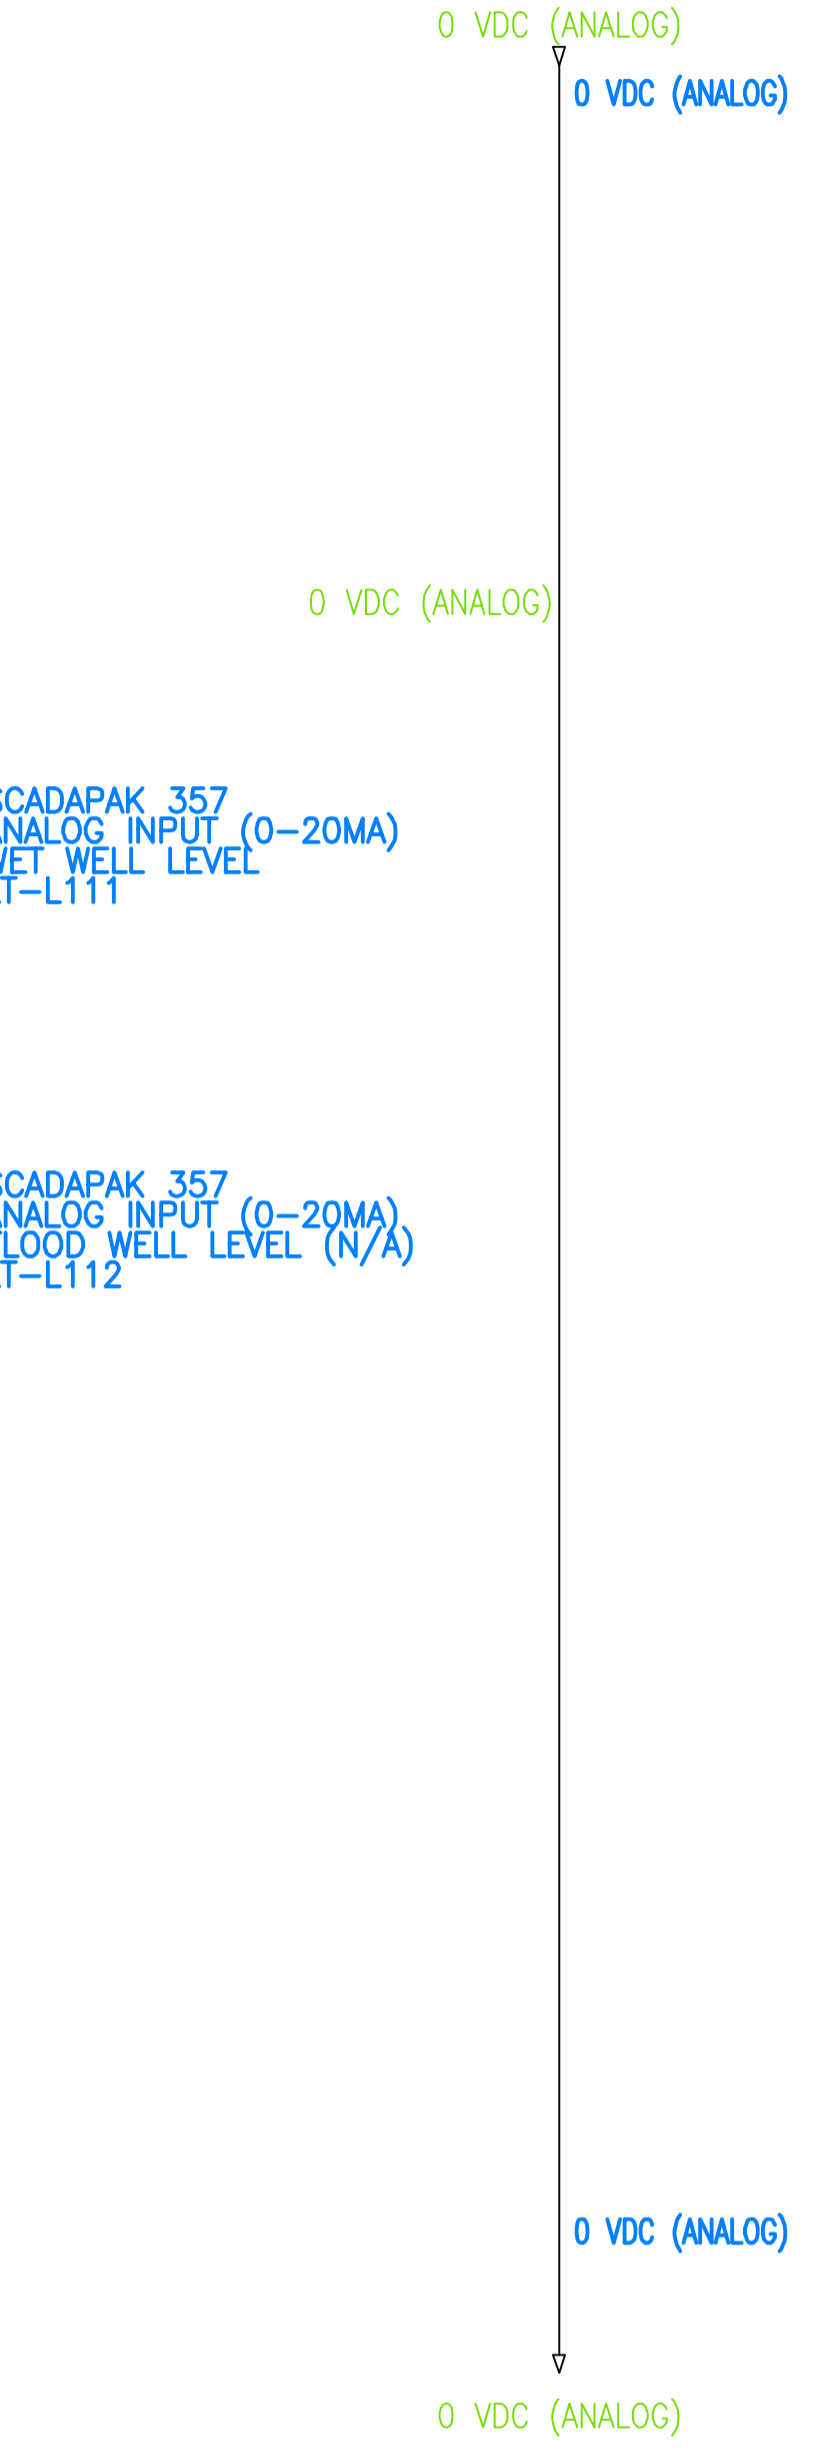 0 VDC (ANALOG)
0 VDC (ANALOG)
0 VDC (ANALOG)
SCADAPAK 357
ANALOG INPUT (0-20MA)
WET WELL LEVEL
LT-L111
SCADAPAK 357
ANALOG INPUT (0-20MA)
FLOOD WELL LEVEL (N/A)
LT-L112
0 VDC (ANALOG)
0 VDC (ANALOG)